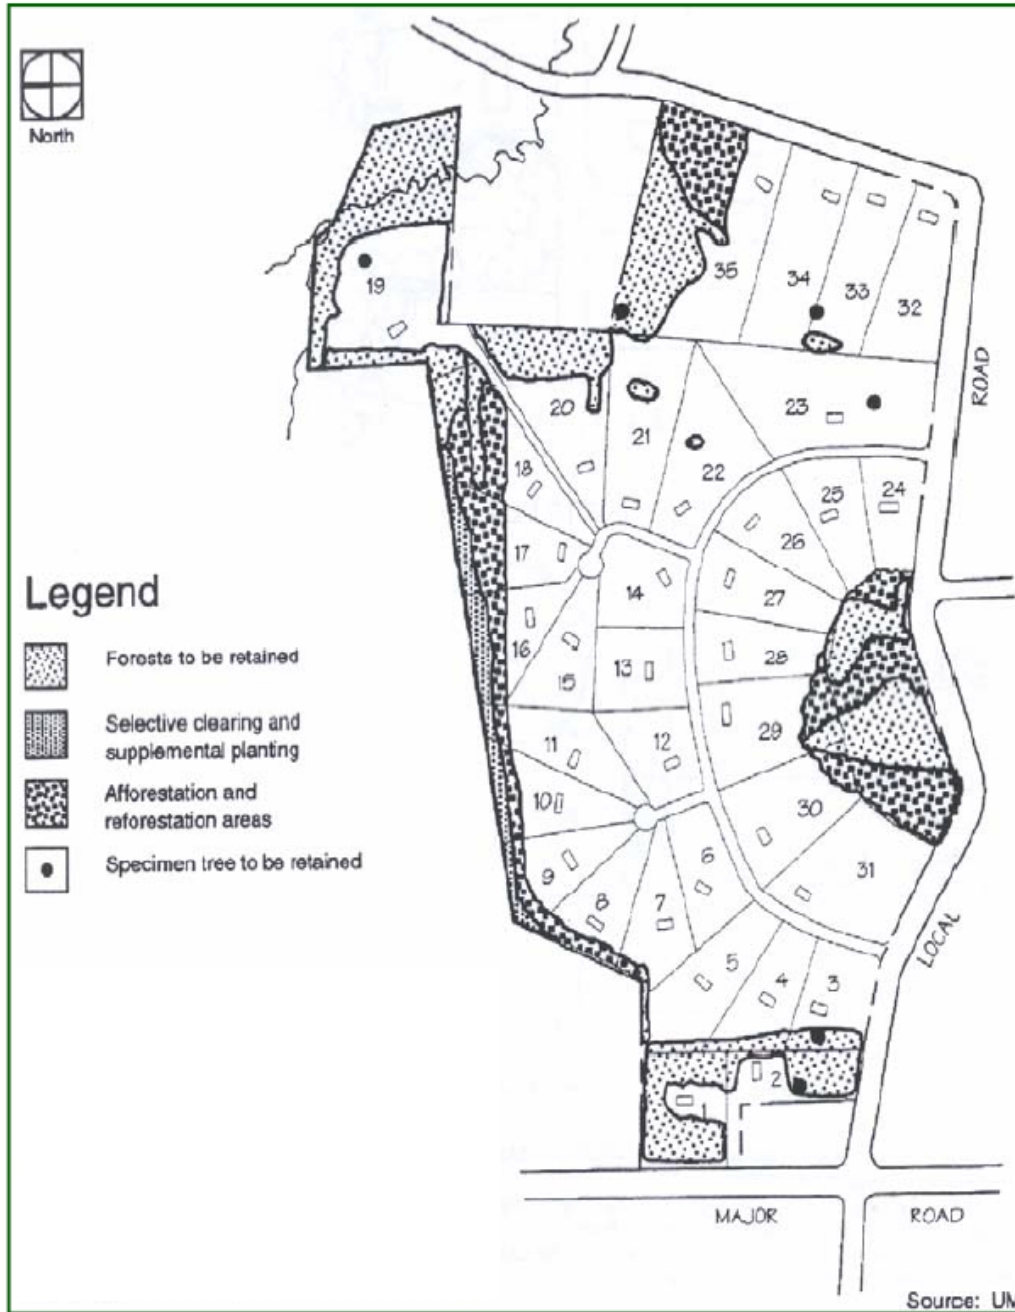 North
19
35
34
33
32
ROAD
20
21
23
22
18
25
24
17
26
14
27
16
15
13
28
29
11
12
10
30
9
8
7
6
31
5
4
3
LOCAL
2
1
MAJOR
ROAD
Legend
Forests to be retained
Selective clearing and
supplemental planting
Afforestation and
reforestation areas
Specimen tree to be retained
Source: UM